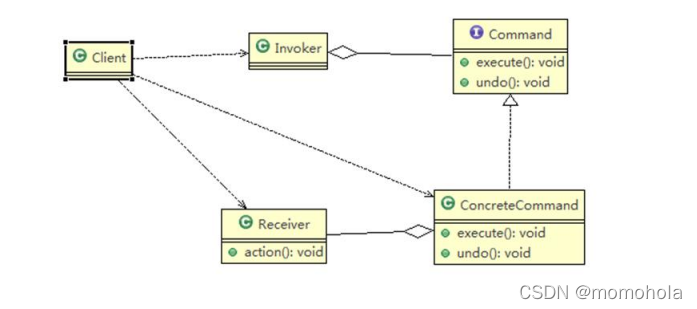 Client
Invoker
Command
execute(): void
undo(): void
Receiver
action(): void
ConcreteCommand
execute(): void
undo(): void
CSDN @momohola